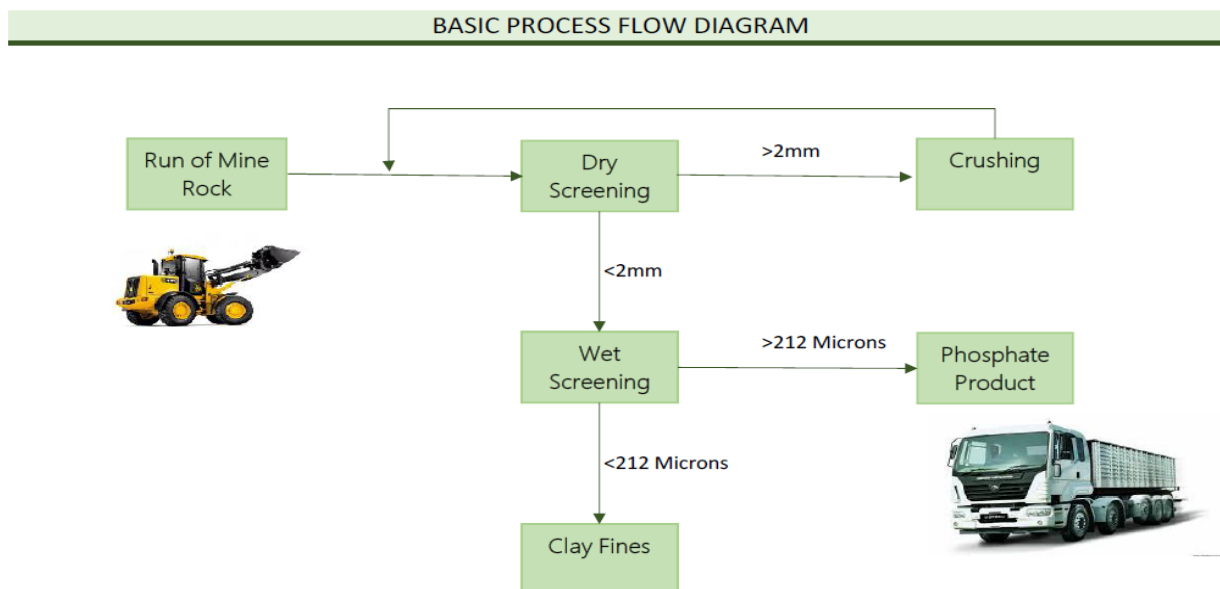 BASIC PROCESS FLOW DIAGRAM
Run of Mine
Rock
Dry
Screening
>2mm
Crushing
<2mm
Wet
Screening
>212 Microns
Phosphate
Product
<212 Microns
Clay Fines